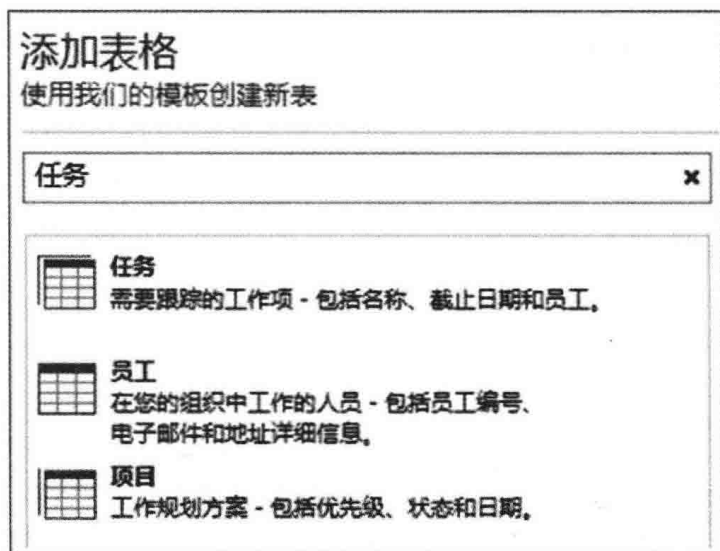 添加表格
使用我们的模板创建新表
任务
任务
需要跟踪的工作项 - 包括名称、截止日期和员工。
员工
在您的组织中工作的人员 - 包括员工编号、
电子邮件和地址详细信息。
项目
工作规划方案 - 包括优先级、状态和日期。